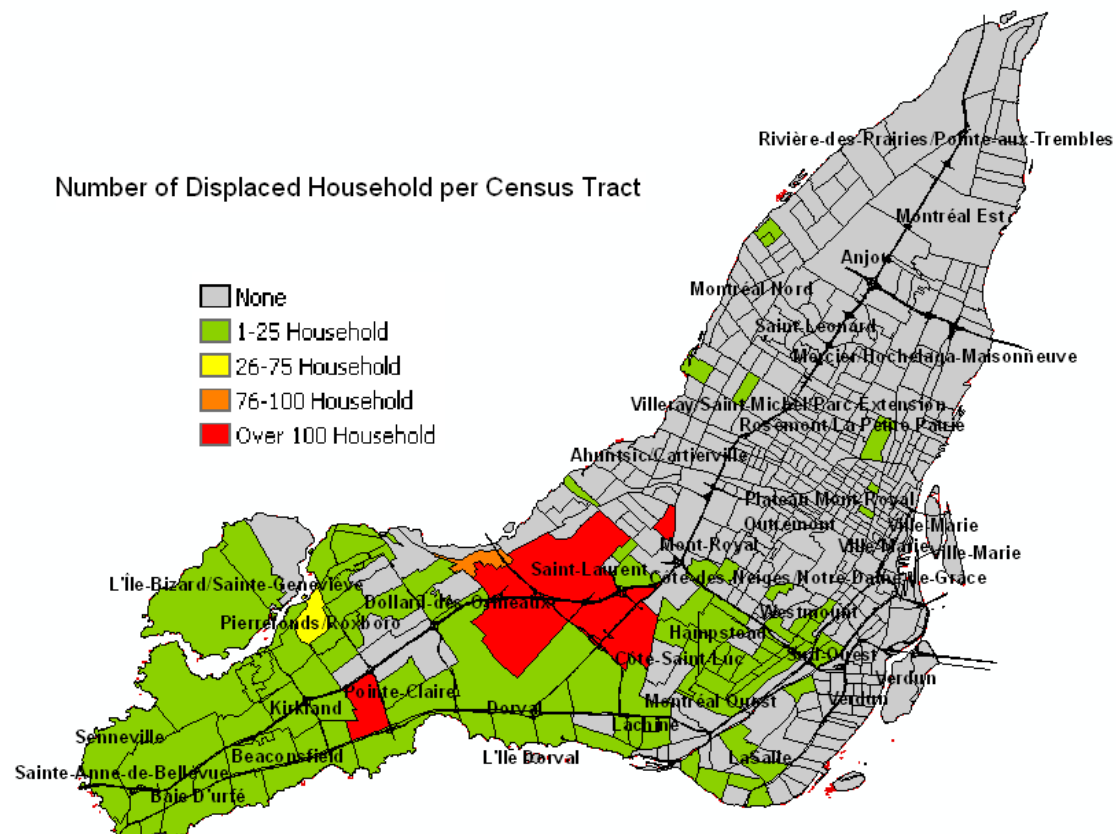 Rivière-des-Prairies/Pointe-aux-Trembles
Number of Displaced Household per Census Tract
Montréal Est
Anjou
None
Montréal Nord
1-25 Household
Saint-Léonard
Mercier/Hochelaga-Maisonneuve
26-75 Household
76-100 Household
Villeray/Saint-Michel/Parc-Extension
Rosemont/La Petite Patrie
Over 100 Household
Ahuntsic/Cartierville
Plateau Mont-Royal
Outremont
Ville-Marie
Mont-Royal
Ville-Marie
Ville-Marie
Saint-Laurent
L'Île-Bizard/Sainte-Geneviève
Côte-des-Neiges/Notre-Dame-de-Grâce
Dollard-des-Ormeaux
Westmount
Pierrefonds/Roxboro
Hampstead
Sud-Ouest
Côte-Saint-Luc
Verdun
Pointe-Claire
Verdun
Montréal Ouest
Kirkland
Dorval
Lachine
Senneville
Beaconsfield
L'Île Dorval
LaSalle
Sainte-Anne-de-Bellevue
Baie D'urfé